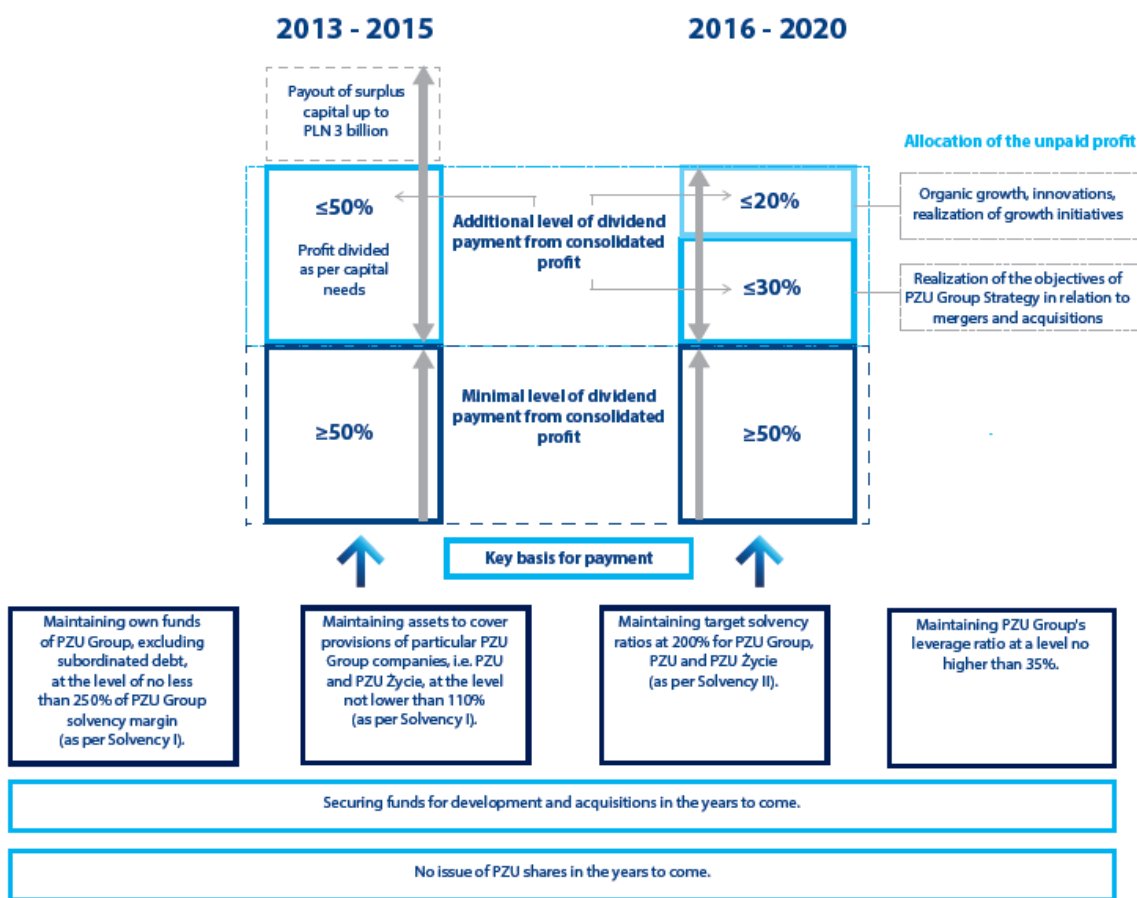 2013 - 2015
2016 - 2020
Payout of surplus
capital up to
PLN 3 billion
Allocation of the unpaid profit
≤50%
Profit divided
as per capital
needs
Additional level of dividend
payment from consolidated
profit
≤20%
≤30%
Organic growth, innovations,
realization of growth initiatives
Realization of the objectives of
PZU Group Strategy in relation to
mergers and acquisitions
≥50%
Minimal level of dividend
payment from consolidated
profit
≥50%
Key basis for payment
Maintaining own funds
of PZU Group, excluding
subordinated debt,
at the level of no less
than 250% of PZU Group
solvency margin
(as per Solvency I).
Maintaining assets to cover
provisions of particular PZU
Group companies, i.e. PZU
and PZU Życie, at the level
not lower than 110%
(as per Solvency I).
Maintaining target solvency
ratios at 200% for PZU Group,
PZU and PZU Życie
(as per Solvency II).
Maintaining PZU Group's
leverage ratio at a level no
higher than 35%.
Securing funds for development and acquisitions in the years to come.
No issue of PZU shares in the years to come.